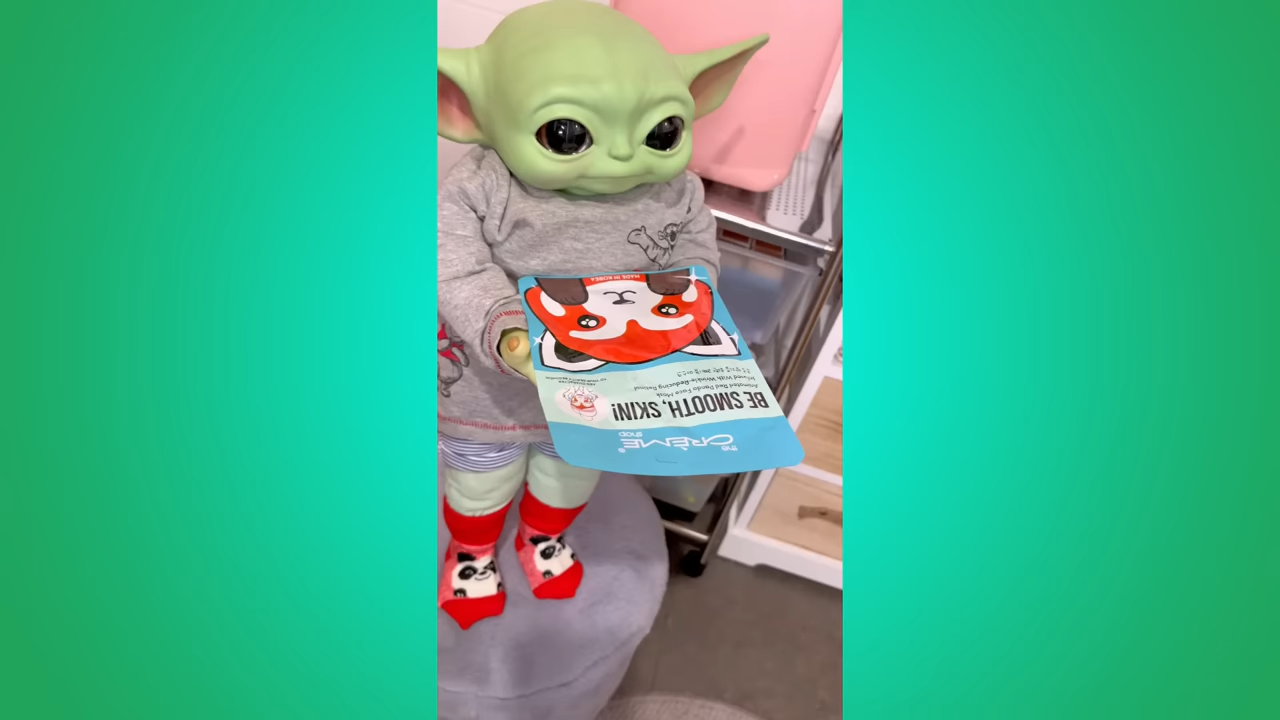 the
CRÈME
shop®
BE SMOOTH, SKIN!
Animated Red Panda Face Mask
Infused With Wrinkle-Reducing Retinol
MADE IN KOREA